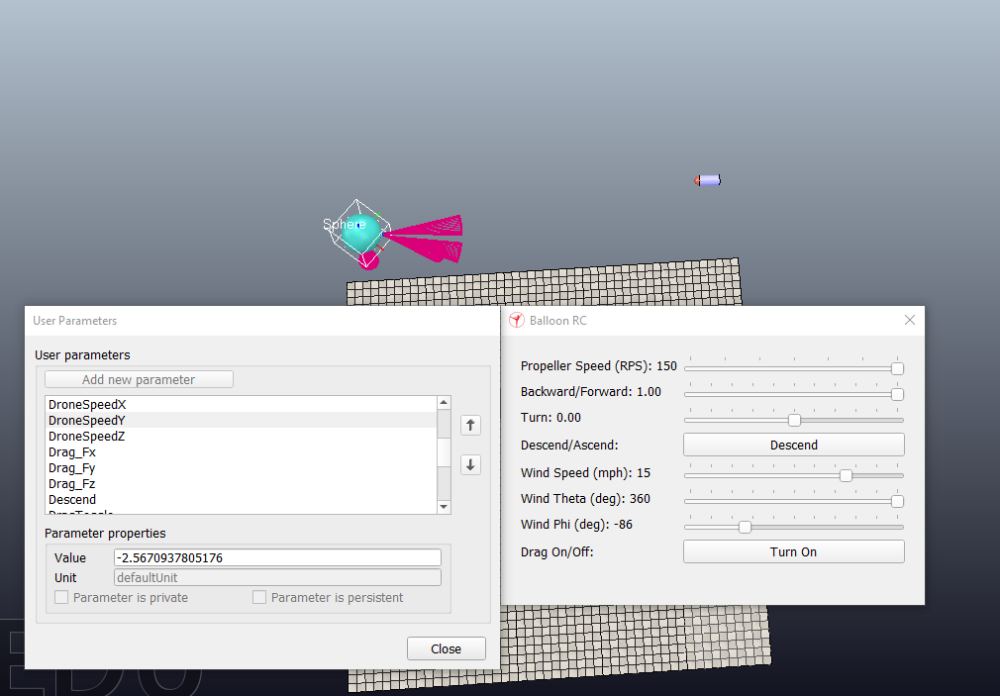 Sphere
User Parameters
User parameters
Add new parameter
DroneSpeedX
DroneSpeedY
DroneSpeedZ
Drag_Fx
Drag_Fy
Drag_Fz
Descend
Parameter properties
Value -2.5670937805176
Unit defaultUnit
Parameter is private Parameter is persistent
Close
Balloon RC
Propeller Speed (RPS): 150
Backward/Forward: 1.00
Turn: 0.00
Descend/Ascend: Descend
Wind Speed (mph): 15
Wind Theta (deg): 360
Wind Phi (deg): -86
Drag On/Off: Turn On